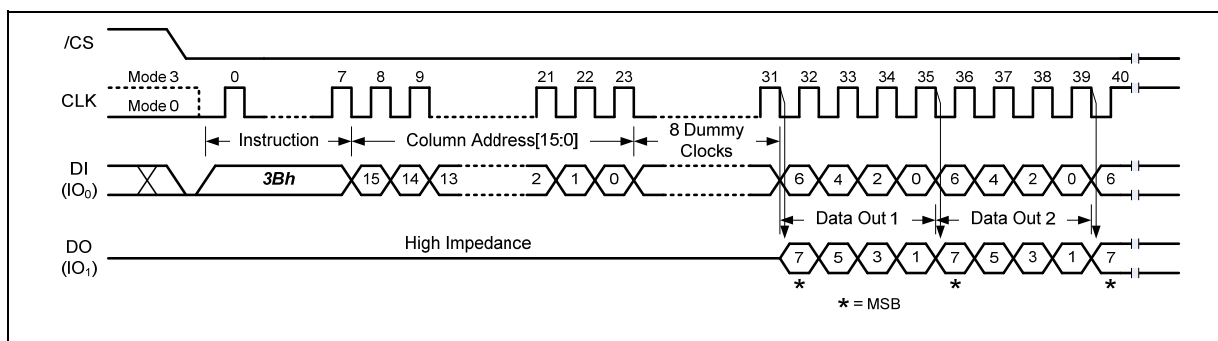 /CS
Mode 3 0 7 8 9 21 22 23 31 32 33 34 35 36 37 38 39 40
CLK Mode 0
Instruction Column Address[15:0] 8 Dummy Clocks
DI (IO₀) 3Bh 15 14 13 2 1 0 6 4 2 0 6 4 2 0 6
Data Out 1 Data Out 2
High Impedance
DO (IO₁) 7 5 3 1 7 5 3 1 7
* * *
* = MSB